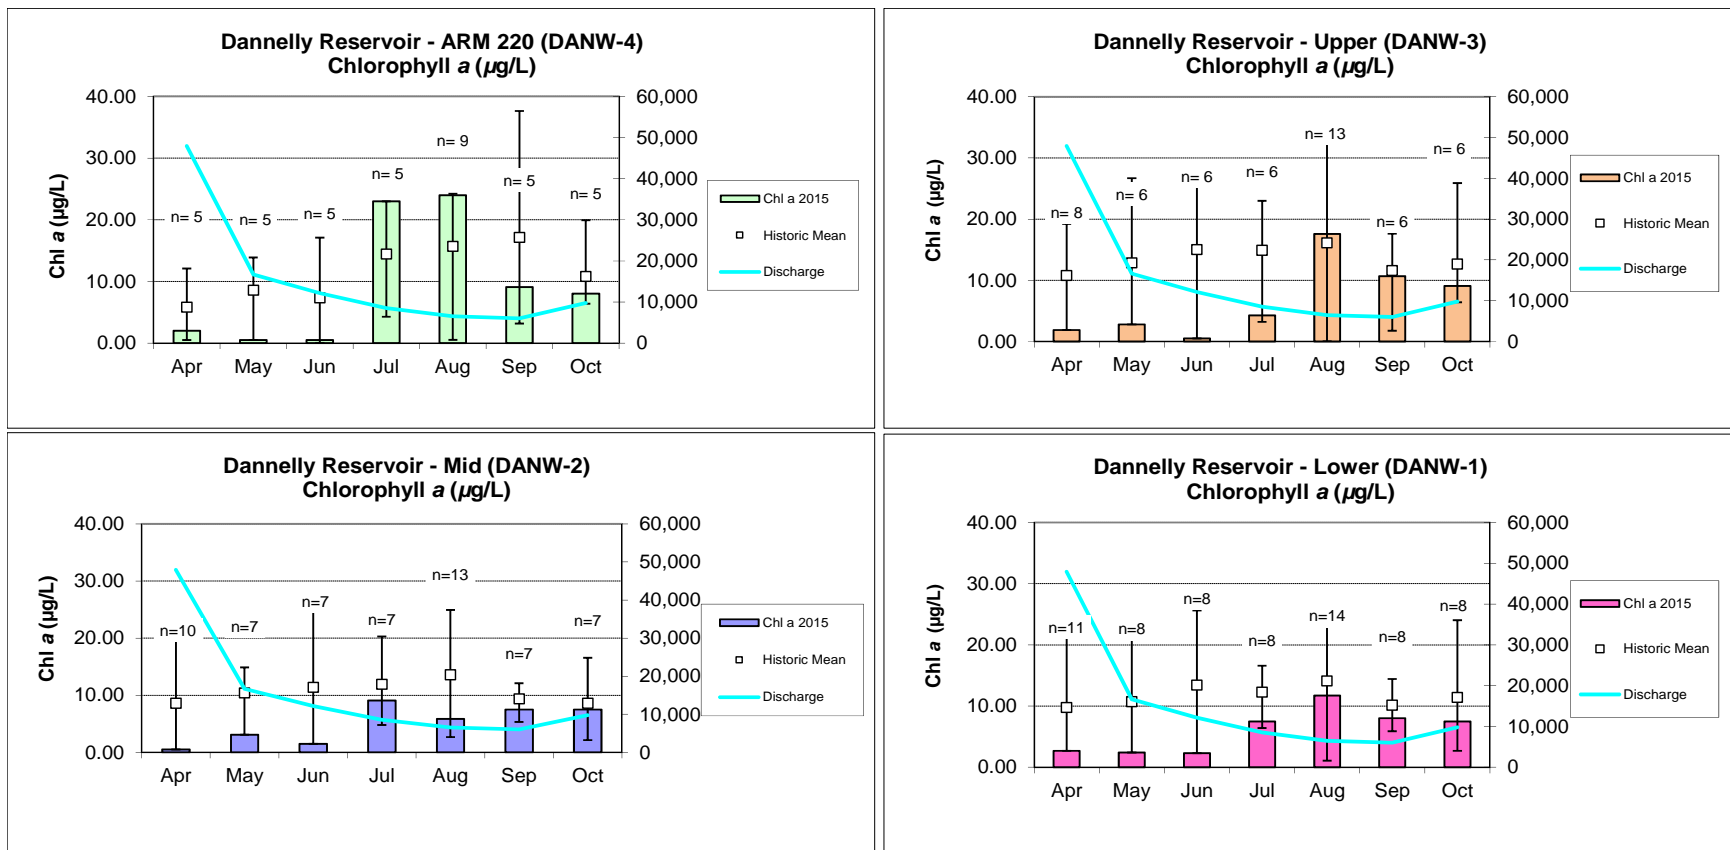 Dannelly Reservoir - ARM 220 (DANW-4)
Chlorophyll a (µg/L)
Chl a (µg/L)
40.00
30.00
20.00
10.00
0.00
60,000
50,000
40,000
30,000
20,000
10,000
0
n= 5
n= 5
n= 5
n= 5
n= 9
n= 5
n= 5
Apr May Jun Jul Aug Sep Oct
Chl a 2015
Historic Mean
Discharge
Dannelly Reservoir - Upper (DANW-3)
Chlorophyll a (µg/L)
Chl a (µg/L)
40.00
30.00
20.00
10.00
0.00
60,000
50,000
40,000
30,000
20,000
10,000
0
n= 8
n= 6
n= 6
n= 6
n= 13
n= 6
n= 6
Apr May Jun Jul Aug Sep Oct
Chl a 2015
Historic Mean
Discharge
Dannelly Reservoir - Mid (DANW-2)
Chlorophyll a (µg/L)
Chl a (µg/L)
40.00
30.00
20.00
10.00
0.00
60,000
50,000
40,000
30,000
20,000
10,000
0
n=10
n=7
n=7
n=7
n=13
n=7
n=7
Apr May Jun Jul Aug Sep Oct
Chl a 2015
Historic Mean
Discharge
Dannelly Reservoir - Lower (DANW-1)
Chlorophyll a (µg/L)
Chl a (µg/L)
40.00
30.00
20.00
10.00
0.00
60,000
50,000
40,000
30,000
20,000
10,000
0
n=11
n=8
n=8
n=8
n=14
n=8
n=8
Apr May Jun Jul Aug Sep Oct
Chl a 2015
Historic Mean
Discharge